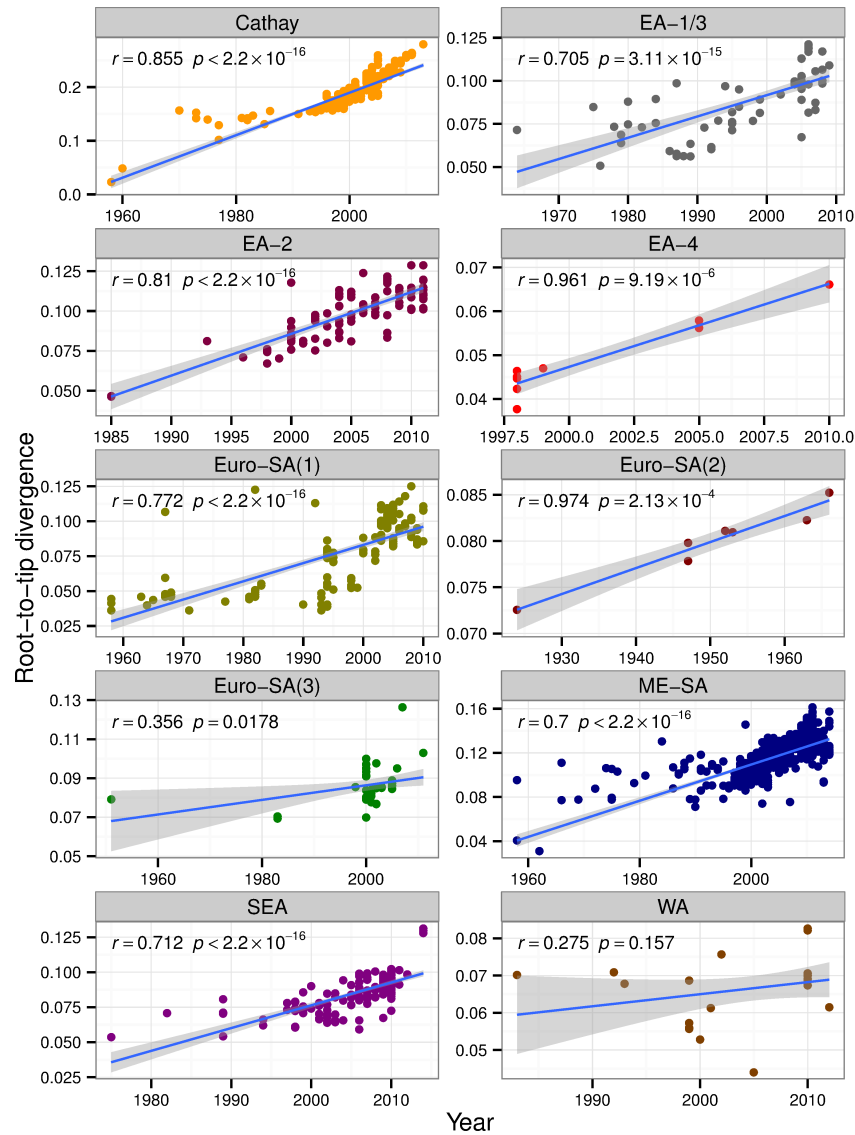 Cathay
r = 0.855 p < 2.2 × 10⁻¹⁶
0.2
0.1
0.0
1960 1980 2000
EA−1/3
r = 0.705 p = 3.11 × 10⁻¹⁵
0.125
0.100
0.075
0.050
1970 1980 1990 2000 2010
EA−2
r = 0.81 p < 2.2 × 10⁻¹⁶
0.125
0.100
0.075
0.050
1985 1990 1995 2000 2005 2010
EA−4
r = 0.961 p = 9.19 × 10⁻⁶
0.07
0.06
0.05
0.04
1997.5 2000.0 2002.5 2005.0 2007.5 2010.0
Euro−SA(1)
r = 0.772 p < 2.2 × 10⁻¹⁶
0.125
0.100
0.075
0.050
0.025
1960 1970 1980 1990 2000 2010
Euro−SA(2)
r = 0.974 p = 2.13 × 10⁻⁴
0.085
0.080
0.075
0.070
1930 1940 1950 1960
Euro−SA(3)
r = 0.356 p = 0.0178
0.13
0.11
0.09
0.07
0.05
1960 1980 2000
ME−SA
r = 0.7 p < 2.2 × 10⁻¹⁶
0.16
0.12
0.08
0.04
1960 1980 2000
SEA
r = 0.712 p < 2.2 × 10⁻¹⁶
0.125
0.100
0.075
0.050
0.025
1980 1990 2000 2010
WA
r = 0.275 p = 0.157
0.08
0.07
0.06
0.05
1990 2000 2010
Root−to−tip divergence
Year